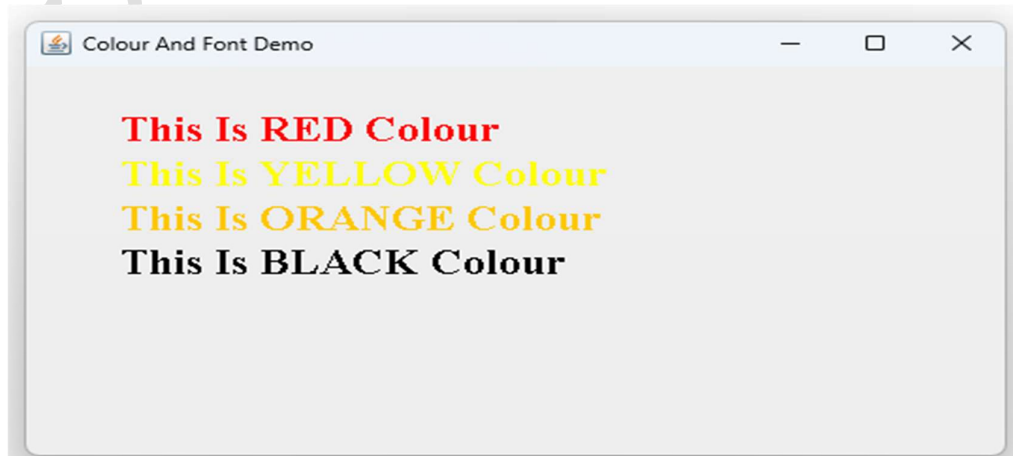 Colour And Font Demo
This Is RED Colour
This Is YELLOW Colour
This Is ORANGE Colour
This Is BLACK Colour